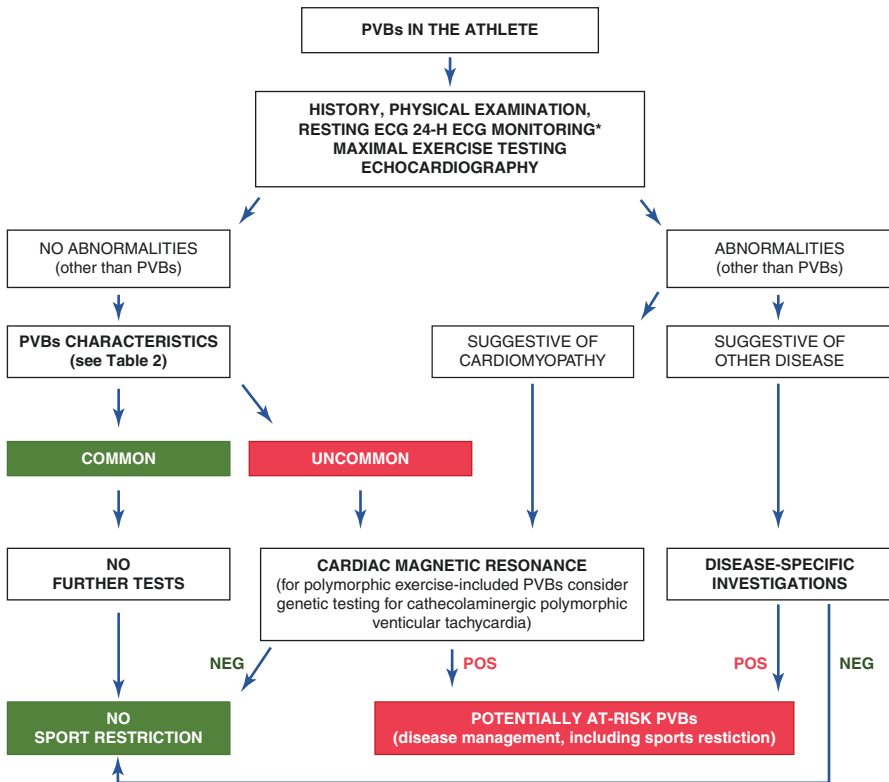 PVBs IN THE ATHLETE
HISTORY, PHYSICAL EXAMINATION,
RESTING ECG 24-H ECG MONITORING*
MAXIMAL EXERCISE TESTING
ECHOCARDIOGRAPHY
NO ABNORMALITIES
(other than PVBs)
ABNORMALITIES
(other than PVBs)
PVBs CHARACTERISTICS
(see Table 2)
SUGGESTIVE OF
CARDIOMYOPATHY
SUGGESTIVE OF
OTHER DISEASE
COMMON
UNCOMMON
NO
FURTHER TESTS
CARDIAC MAGNETIC RESONANCE
(for polymorphic exercise-included PVBs consider
genetic testing for cathecolaminergic polymorphic
venticular tachycardia)
DISEASE-SPECIFIC
INVESTIGATIONS
NEG
POS
POS
NEG
NO
SPORT RESTRICTION
POTENTIALLY AT-RISK PVBs
(disease management, including sports restiction)